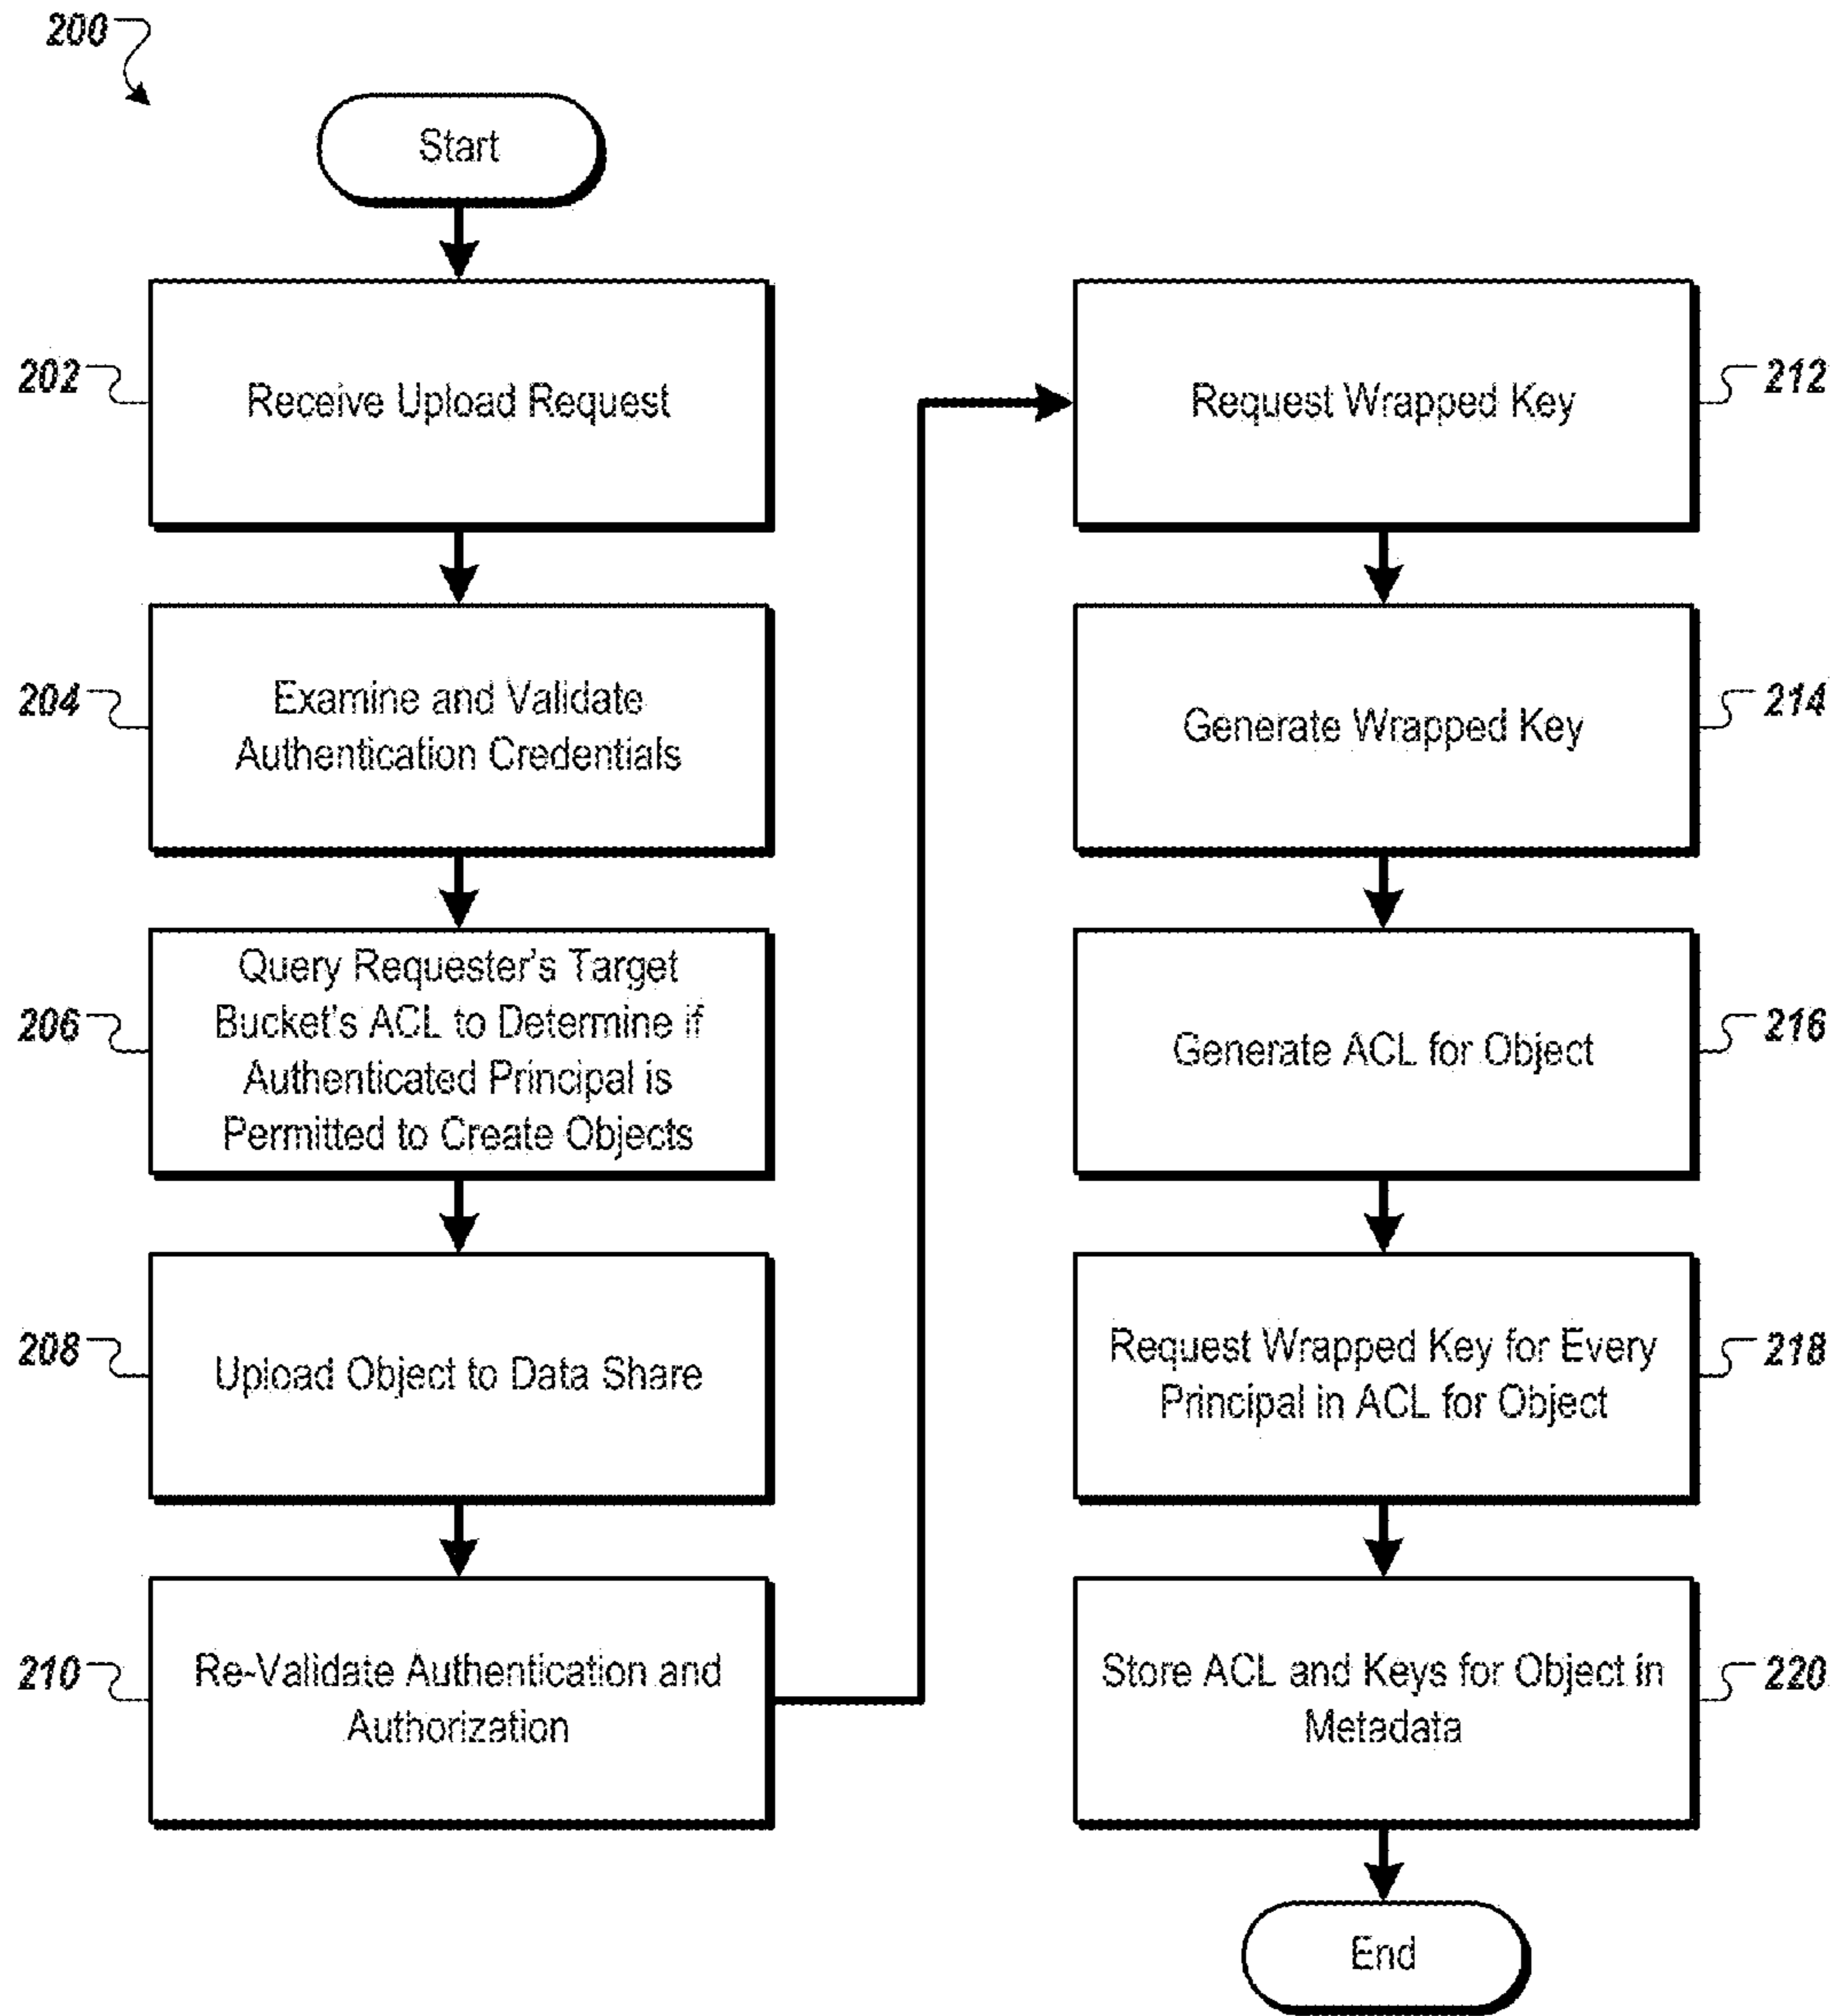 200
Start
202
Receive Upload Request
204
Examine and Validate
Authentication Credentials
206
Query Requester's Target
Bucket's ACL to Determine if
Authenticated Principal is
Permitted to Create Objects
208
Upload Object to Data Share
210
Re-Validate Authentication and
Authorization
Request Wrapped Key
212
Generate Wrapped Key
214
Generate ACL for Object
216
Request Wrapped Key for Every
Principal in ACL for Object
218
Store ACL and Keys for Object in
Metadata
220
End